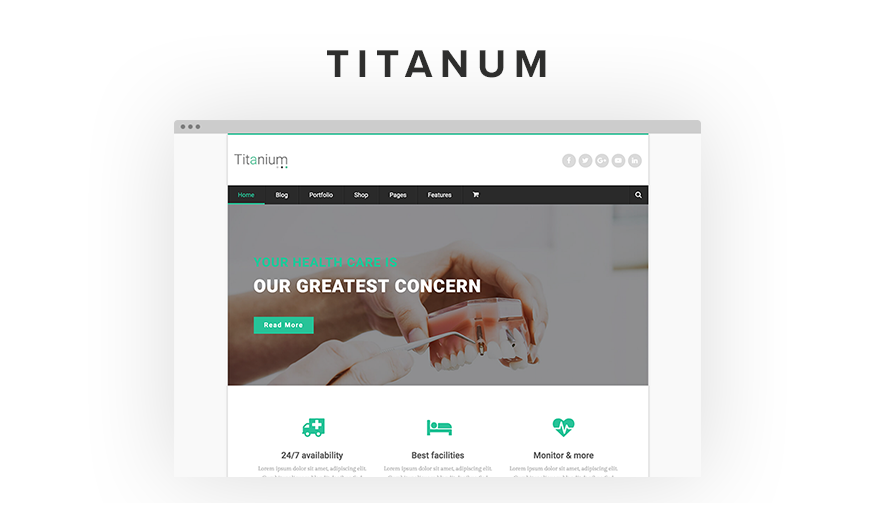 TITANUM
Titanium
Home Blog Portfolio Shop Pages Features
YOUR HEALTH CARE IS
OUR GREATEST CONCERN
Read More
24/7 availability Best facilities Monitor & more
Lorem ipsum dolor sit amet, adipiscing elit. Lorem ipsum dolor sit amet, adipiscing elit. Lorem ipsum dolor sit amet, adipiscing elit.